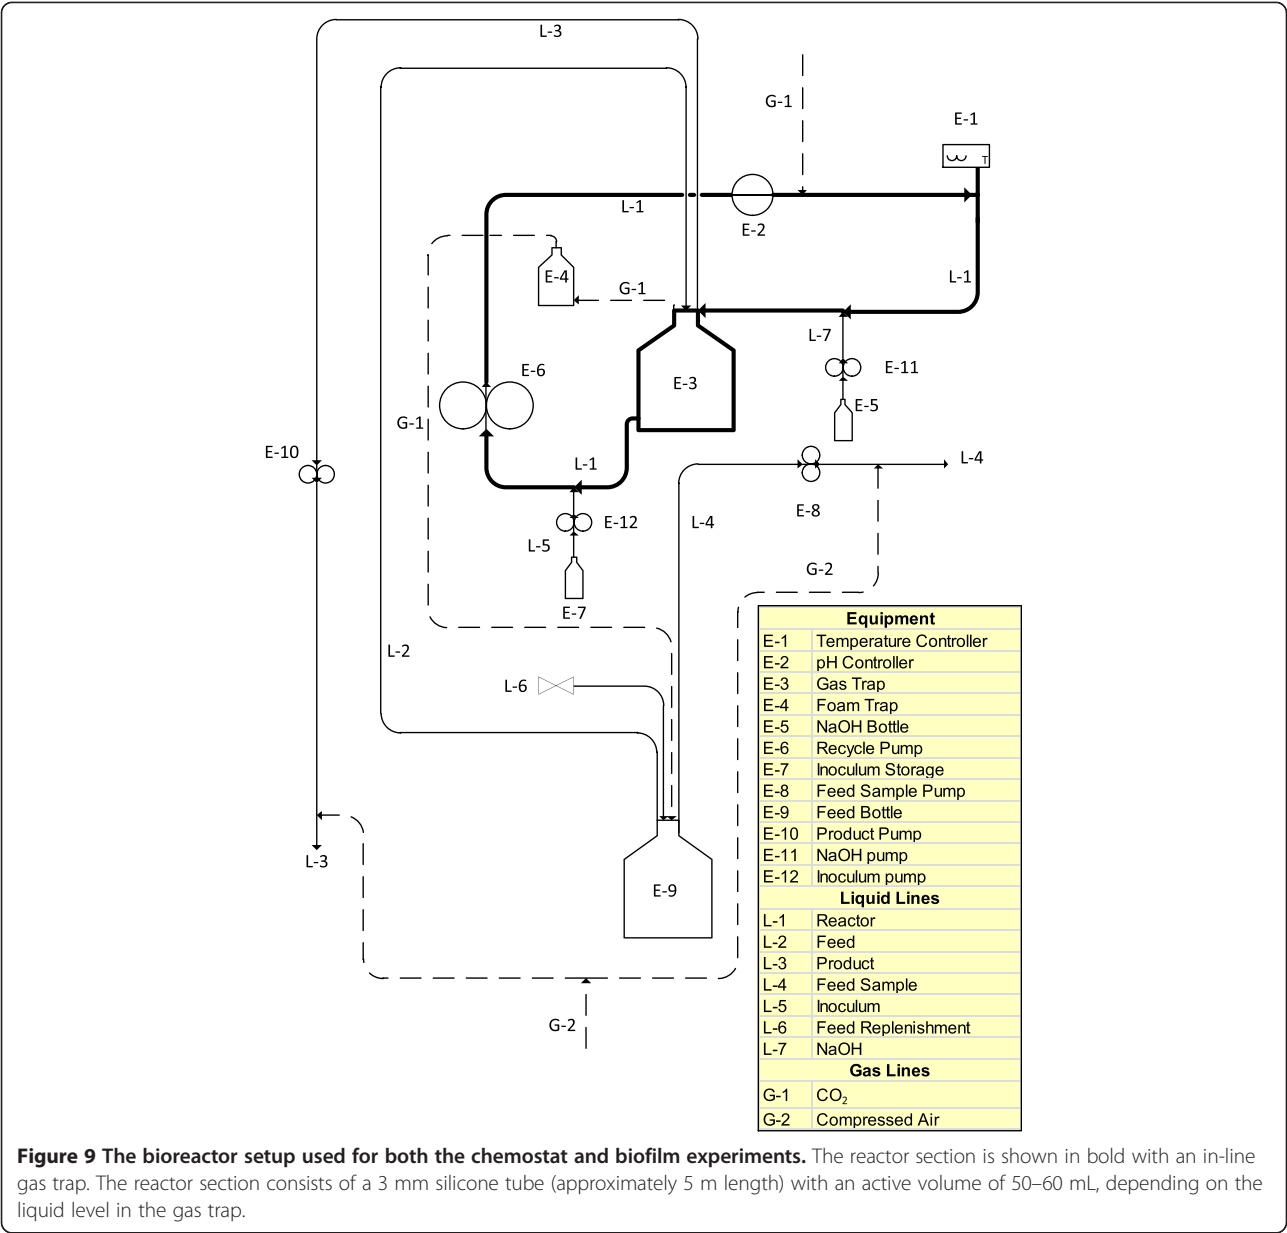 L-3
G-1
E-1
T
L-1
E-2
E-4
G-1
L-1
L-7
E-6
E-3
E-11
E-5
G-1
E-10
L-1
L-4
E-8
E-12
L-4
L-5
G-2
E-7
L-2
L-6
E-9
L-3
G-2
Equipment
E-1 Temperature Controller
E-2 pH Controller
E-3 Gas Trap
E-4 Foam Trap
E-5 NaOH Bottle
E-6 Recycle Pump
E-7 Inoculum Storage
E-8 Feed Sample Pump
E-9 Feed Bottle
E-10 Product Pump
E-11 NaOH pump
E-12 Inoculum pump
Liquid Lines
L-1 Reactor
L-2 Feed
L-3 Product
L-4 Feed Sample
L-5 Inoculum
L-6 Feed Replenishment
L-7 NaOH
Gas Lines
G-1 CO₂
G-2 Compressed Air
Figure 9 The bioreactor setup used for both the chemostat and biofilm experiments. The reactor section is shown in bold with an in-line
gas trap. The reactor section consists of a 3 mm silicone tube (approximately 5 m length) with an active volume of 50–60 mL, depending on the
liquid level in the gas trap.